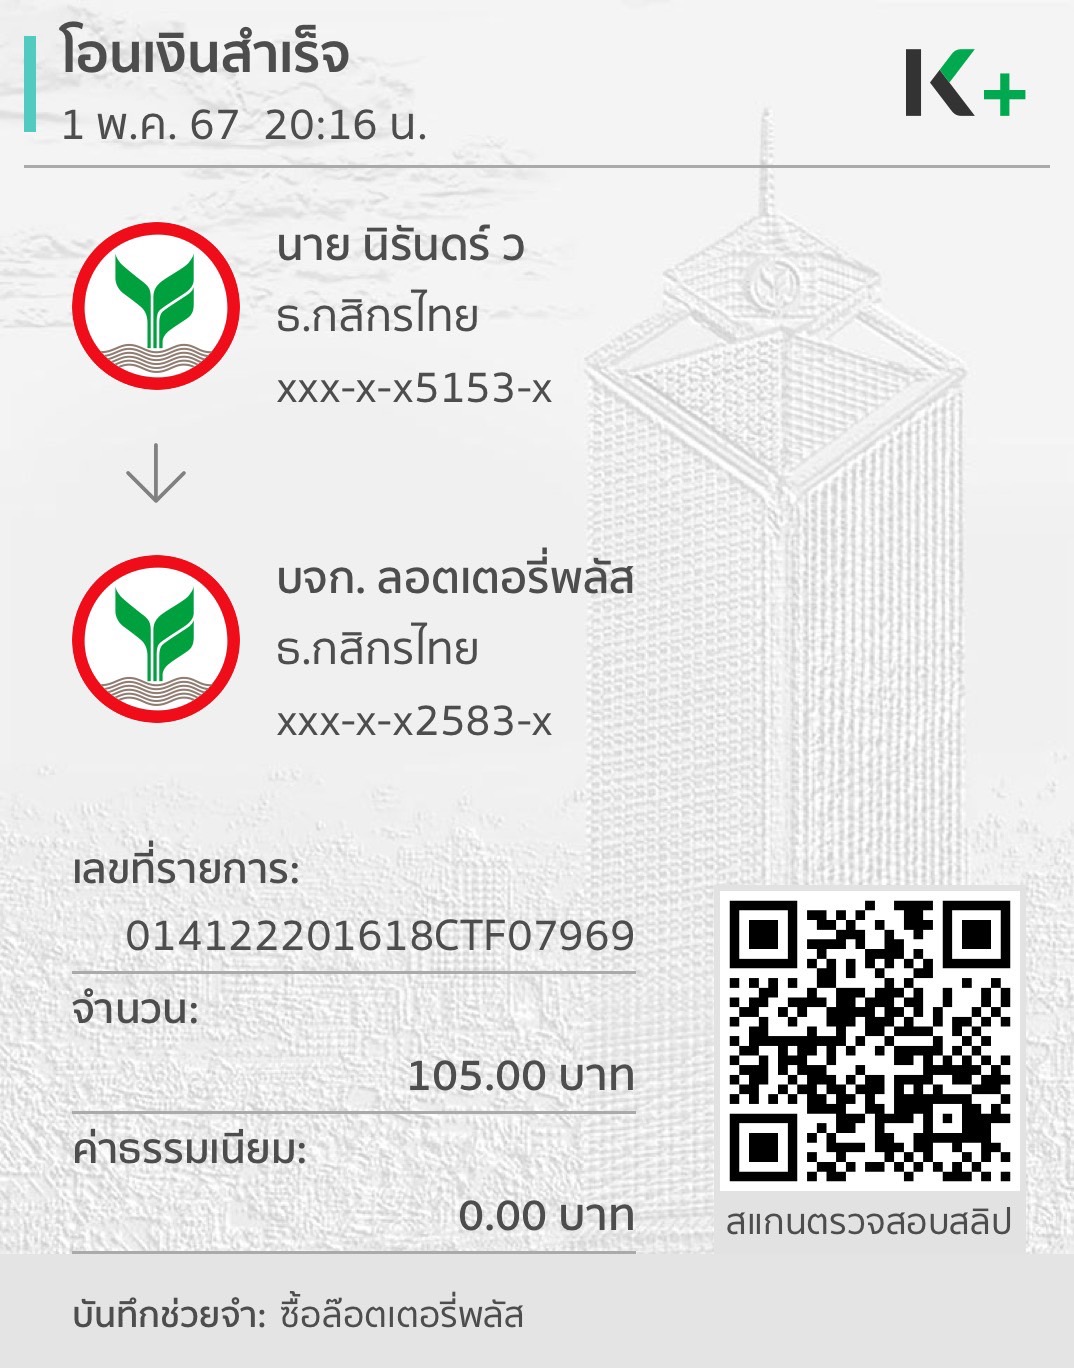 โอนเงินสำเร็จ
1 พ.ค. 67  20:16 น.
K+
นาย นิรันดร์ ว
ธ.กสิกรไทย
xxx-x-x5153-x
บจก. ลอตเตอรี่พลัส
ธ.กสิกรไทย
xxx-x-x2583-x
เลขที่รายการ:
014122201618CTF07969
จำนวน:
105.00 บาท
ค่าธรรมเนียม:
0.00 บาท
สแกนตรวจสอบสลิป
บันทึกช่วยจำ: ซื้อล๊อตเตอรี่พลัส